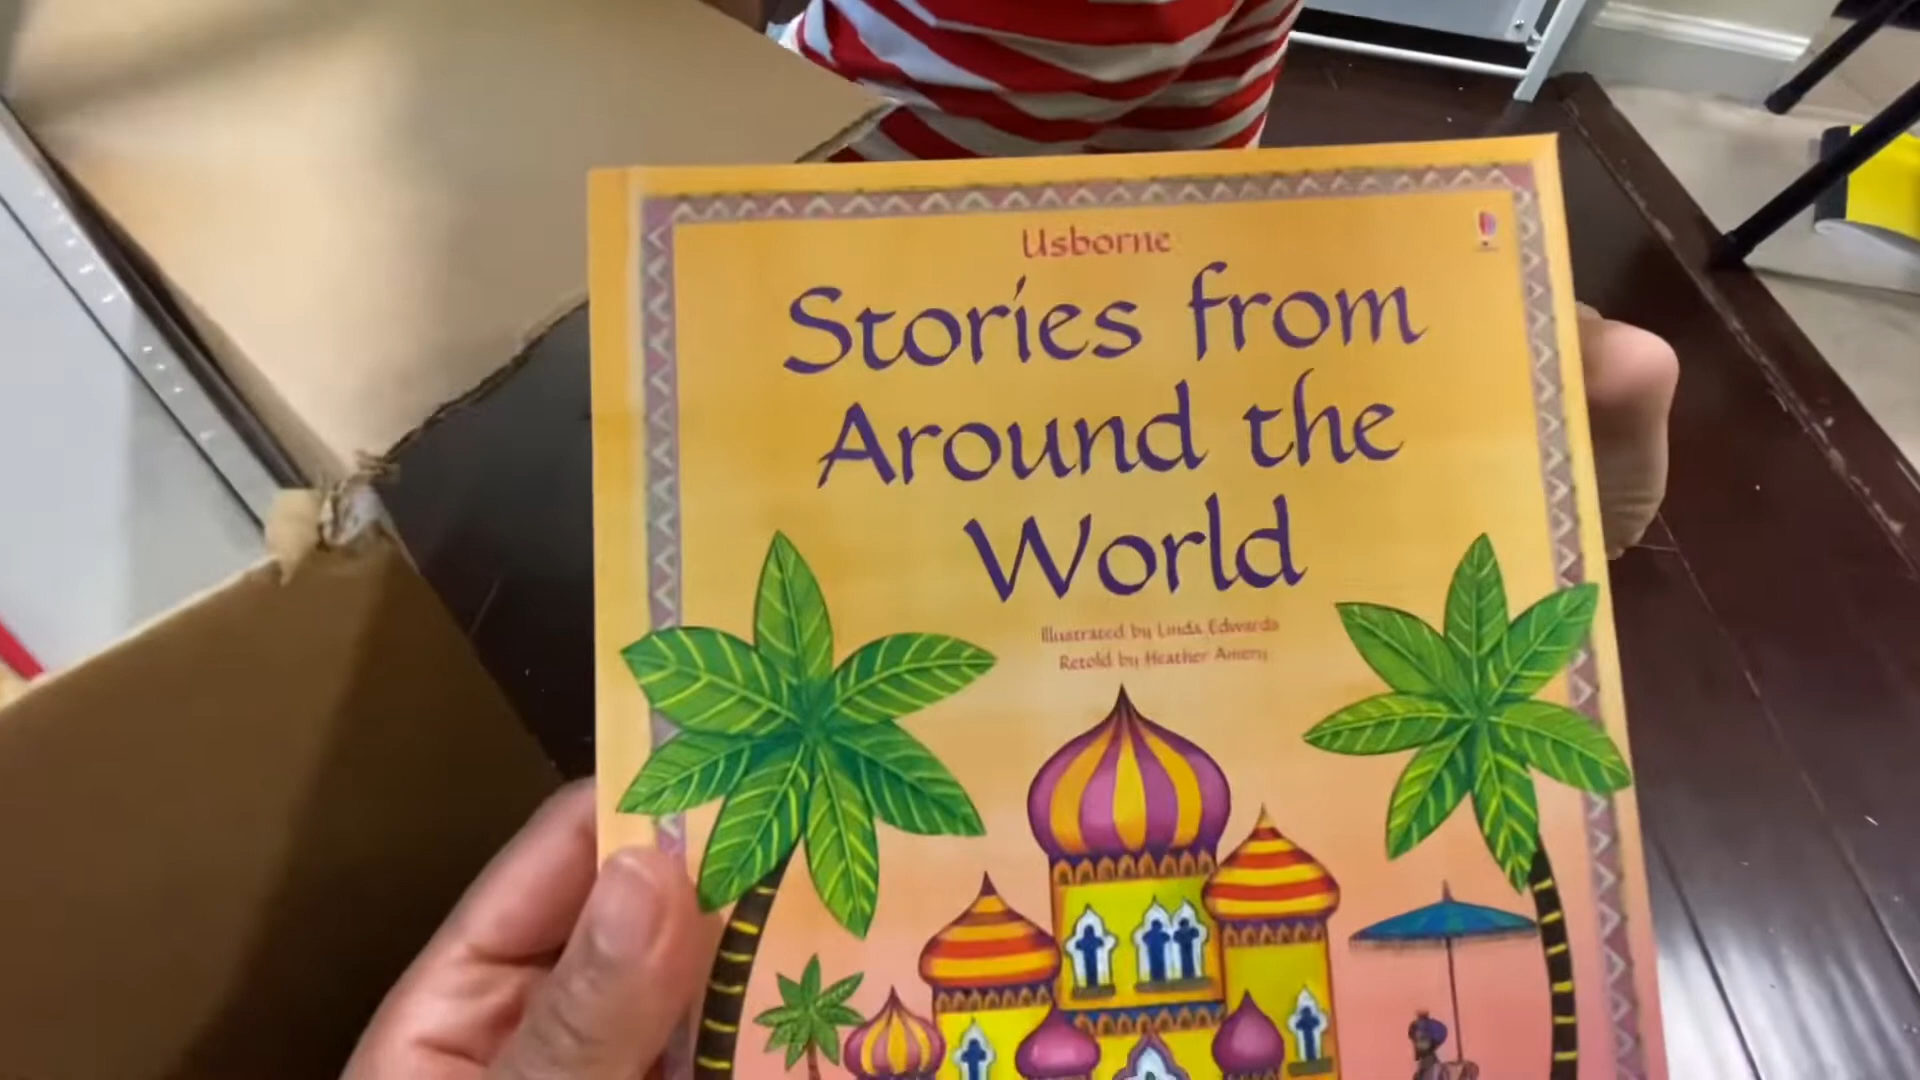 Usborne
Stories from
Around the
World
Illustrated by Linda Edwards
Retold by Heather Amery